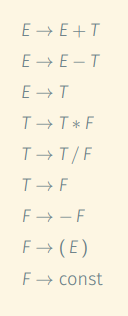 E → E + T
E → E − T
E → T
T → T * F
T → T / F
T → F
F → − F
F → ( E )
F → const